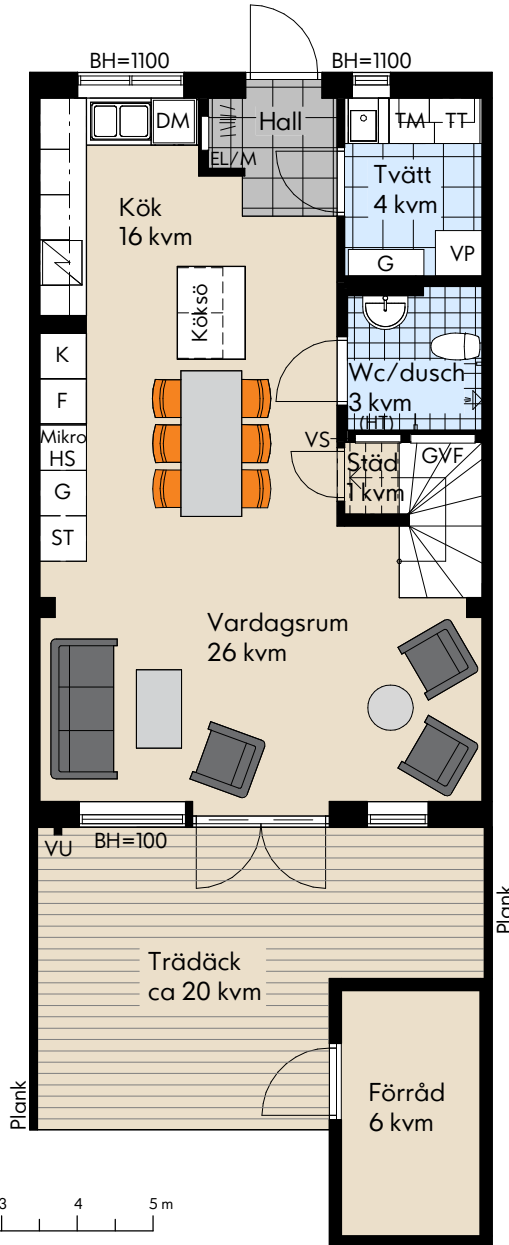 BH=1100
BH=1100
DM
Hall
TM
TT
EL/M
Tvätt
4 kvm
Kök
16 kvm
G
VP
Köksö
K
Wc/dusch
3 kvm
(HT)
F
Mikro
HS
VS
Städ
1 kvm
GVF
G
ST
Vardagsrum
26 kvm
VU
BH=100
Plank
Trädäck
ca 20 kvm
Plank
Förråd
6 kvm
3
4
5 m